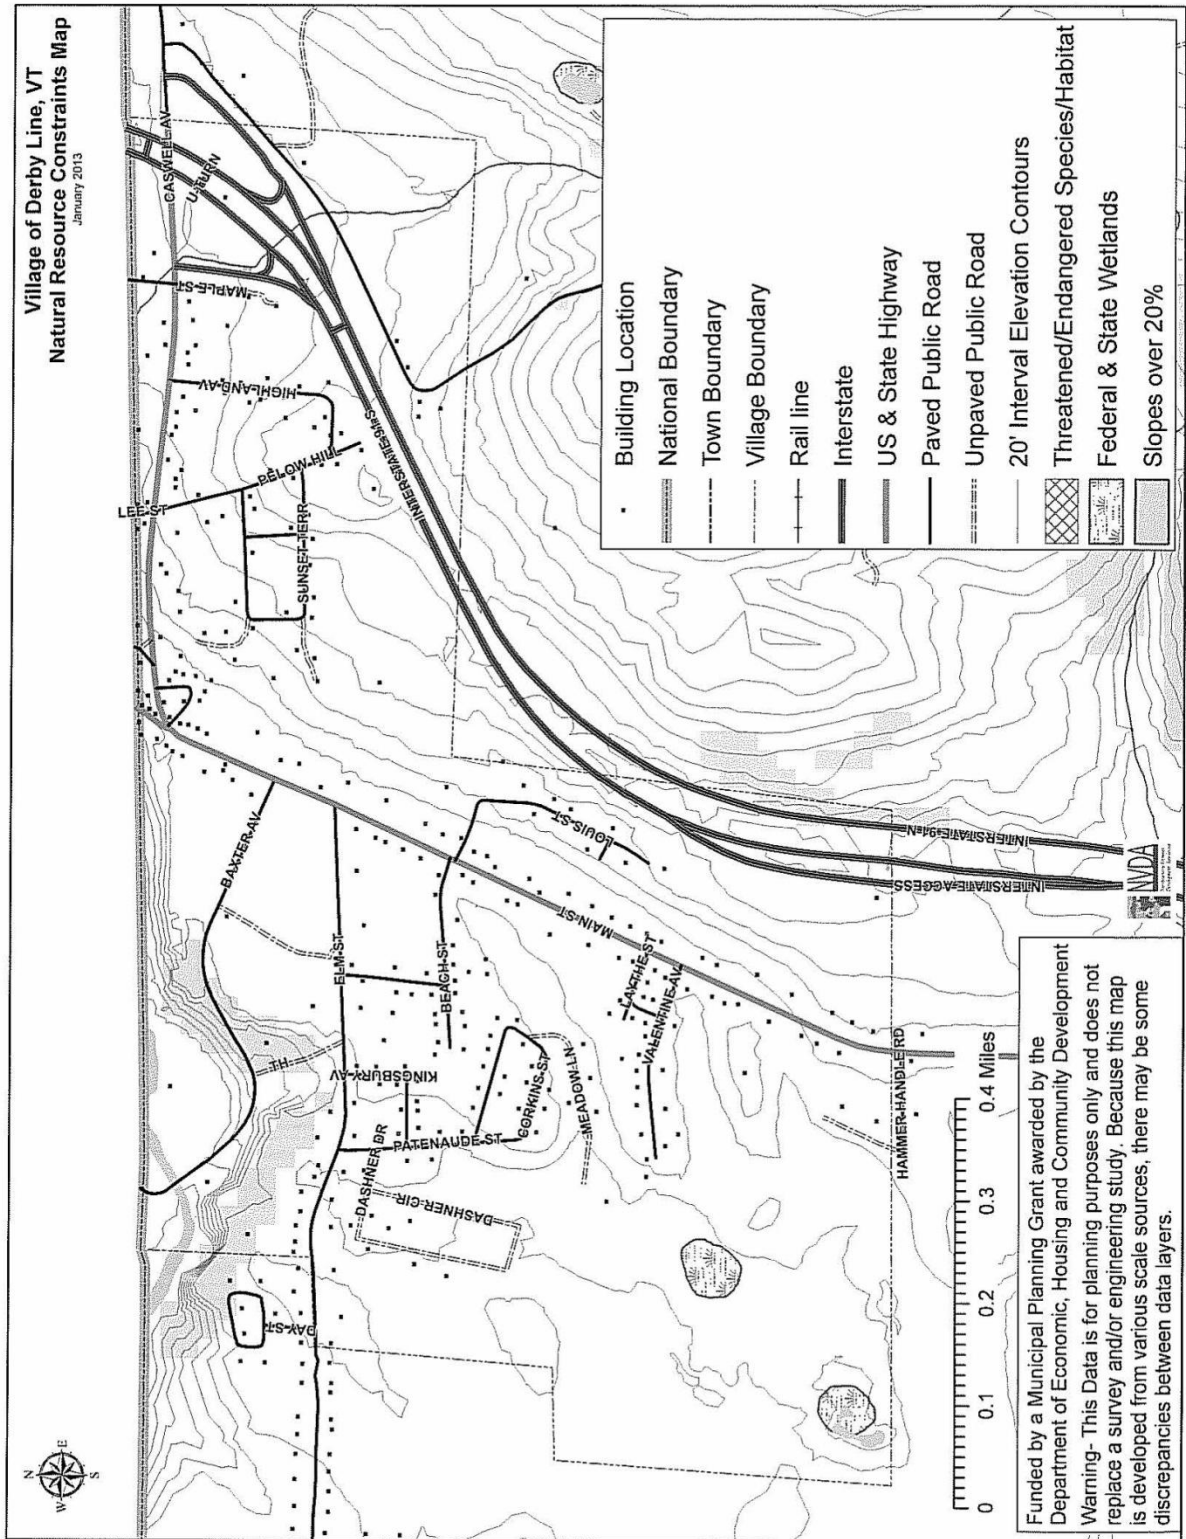 Village of Derby Line, VT
Natural Resource Constraints Map
January 2013
N
W E
S
CASWELL AV
U-TURN
MAPLE ST
HIGHLAND AV
PELOW HILL
LEE ST
SUNSET TERR
INTERSTATE 91 S
BAXTER AV
ELM ST
TH
BEACH ST
MAIN ST
LOUIS ST
KINGSBURY AV
PATENAUDE ST
CORKINS ST
MEADOW LN
DASHNER DR
DASHNER CIR
DAY ST
LAYTHE ST
VALENTINE AV
HAMMER HANDLE RD
INTERSTATE 91 N
INTERSTATE ACCESS
Building Location
National Boundary
Town Boundary
Village Boundary
Rail line
Interstate
US & State Highway
Paved Public Road
Unpaved Public Road
20' Interval Elevation Contours
Threatened/Endangered Species/Habitat
Federal & State Wetlands
Slopes over 20%
0 0.1 0.2 0.3 0.4 Miles
Funded by a Municipal Planning Grant awarded by the
Department of Economic, Housing and Community Development
Warning- This Data is for planning purposes only and does not
replace a survey and/or engineering study. Because this map
is developed from various scale sources, there may be some
discrepancies between data layers.
NVDA